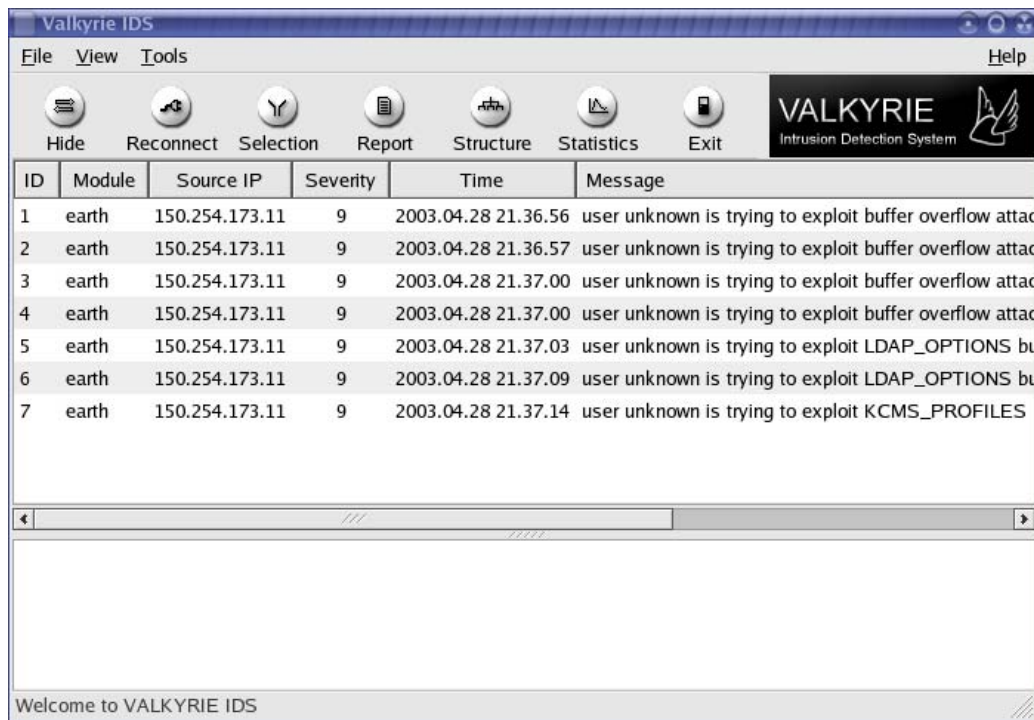 Valkyrie IDS
File View Tools Help
Hide Reconnect Selection Report Structure Statistics Exit
VALKYRIE
Intrusion Detection System
ID Module Source IP Severity Time Message
1 earth 150.254.173.11 9 2003.04.28 21.36.56 user unknown is trying to exploit buffer overflow attac
2 earth 150.254.173.11 9 2003.04.28 21.36.57 user unknown is trying to exploit buffer overflow attac
3 earth 150.254.173.11 9 2003.04.28 21.37.00 user unknown is trying to exploit buffer overflow attac
4 earth 150.254.173.11 9 2003.04.28 21.37.00 user unknown is trying to exploit buffer overflow attac
5 earth 150.254.173.11 9 2003.04.28 21.37.03 user unknown is trying to exploit LDAP_OPTIONS bu
6 earth 150.254.173.11 9 2003.04.28 21.37.09 user unknown is trying to exploit LDAP_OPTIONS bu
7 earth 150.254.173.11 9 2003.04.28 21.37.14 user unknown is trying to exploit KCMS_PROFILES
Welcome to VALKYRIE IDS